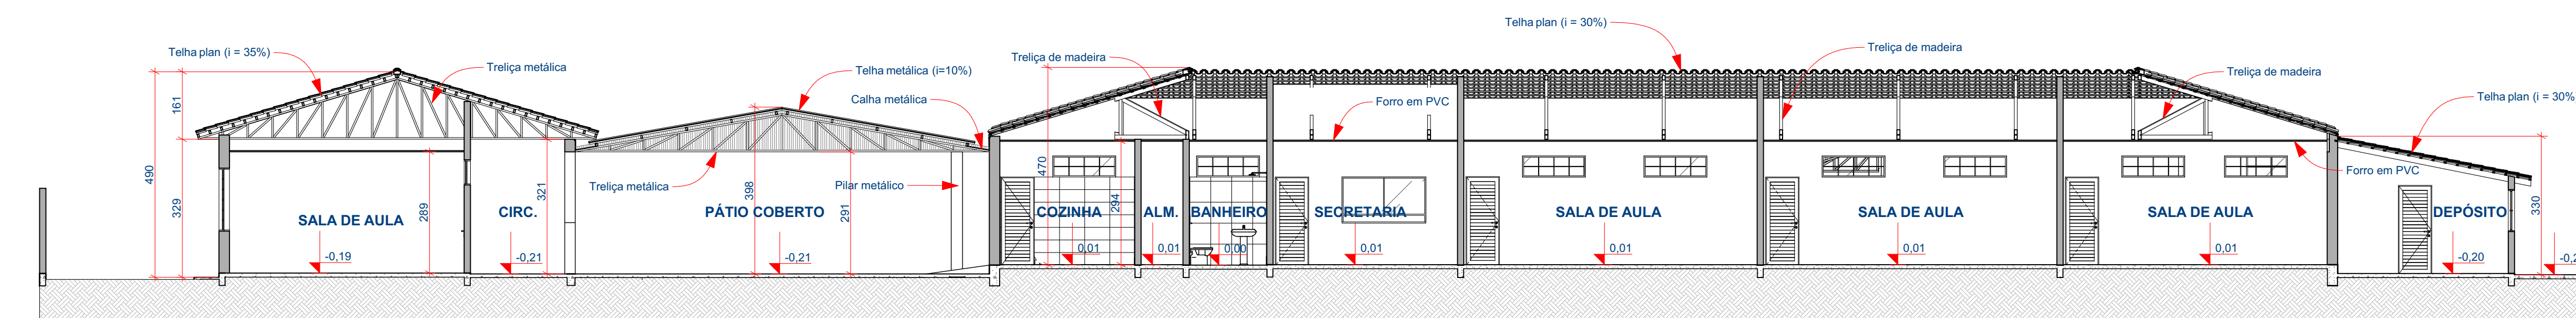 Telha plan (i = 30%)
Telha plan (i = 35%)
Treliça metálica
Telha metálica (i=10%)
Treliça de madeira
Treliça de madeira
Treliça de madeira
Calha metálica
Forro em PVC
Telha plan (i = 30%
490
161
329
289
321
Treliça metálica
398
291
Pilar metálico
470
294
Forro em PVC
330
SALA DE AULA
CIRC.
PÁTIO COBERTO
COZINHA
ALM.
BANHEIRO
SECRETARIA
SALA DE AULA
SALA DE AULA
SALA DE AULA
DEPÓSITO
-0,19
-0,21
-0,21
0,01
0,01
0,00
0,01
0,01
0,01
0,01
-0,20